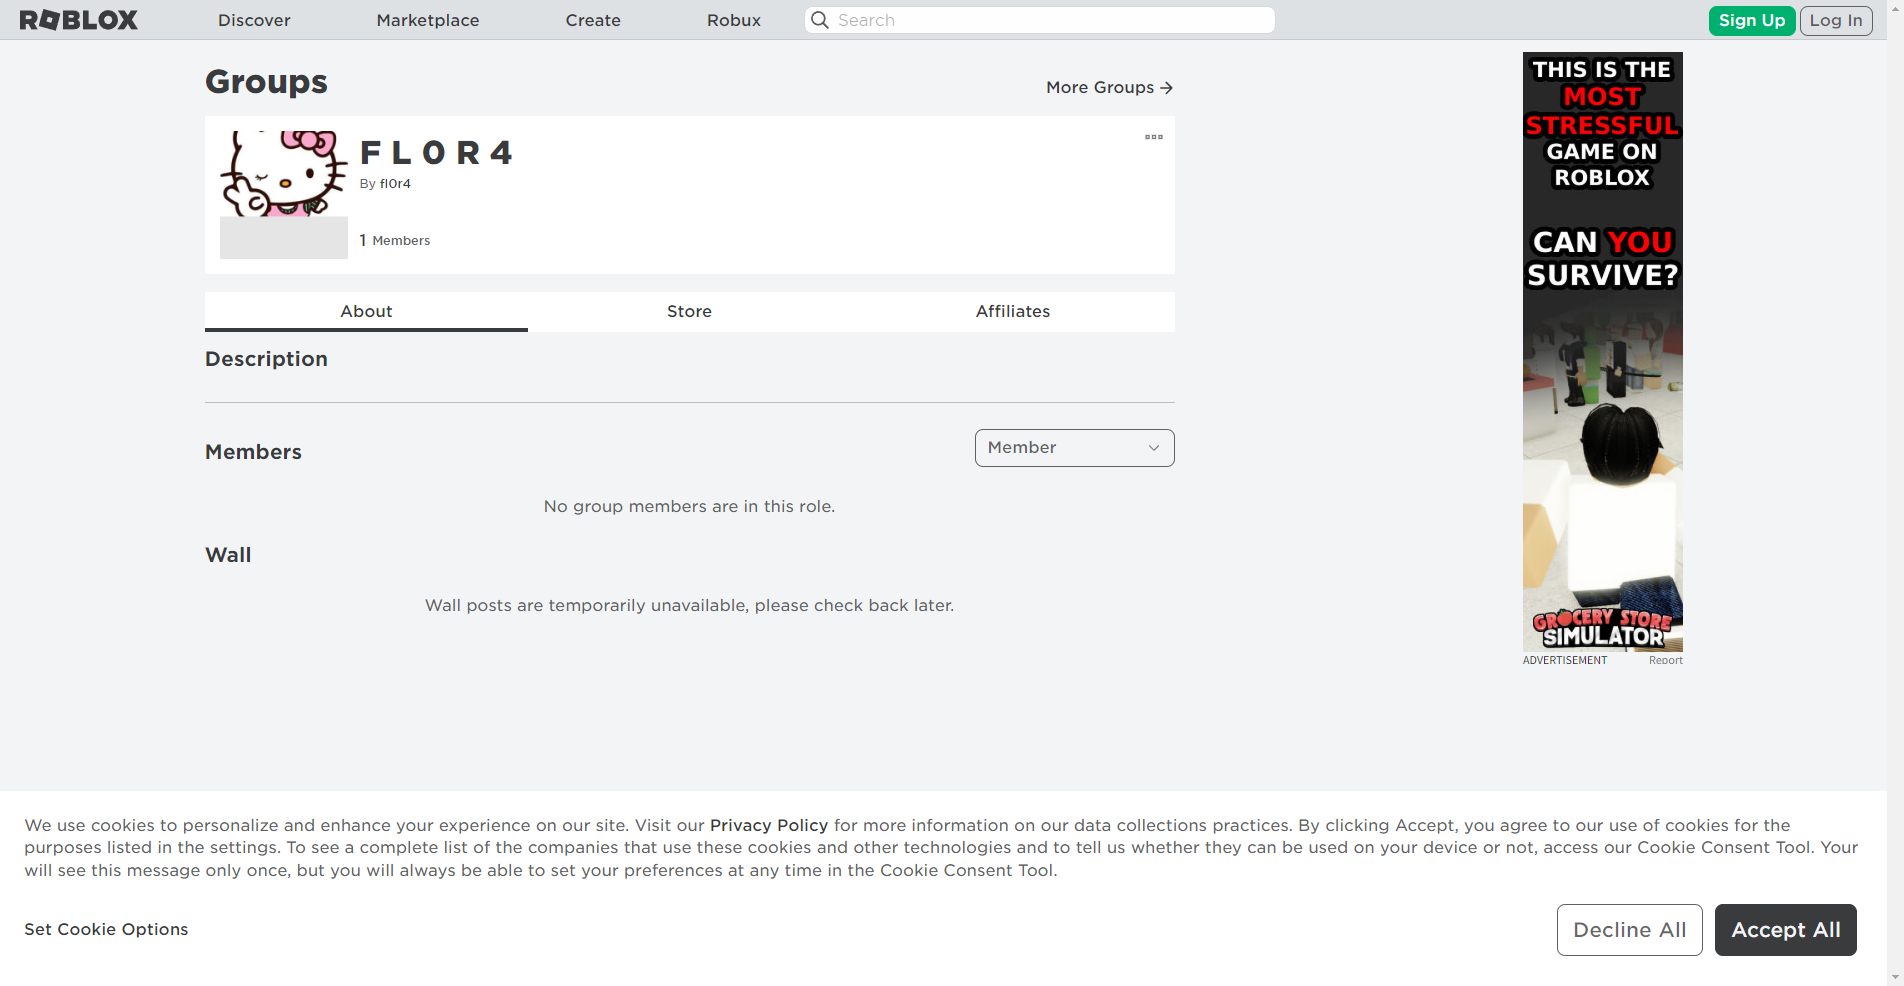 ROBLOX Discover Marketplace Create Robux Search Sign Up Log In
Groups
More Groups
F L 0 R 4
By fl0r4
1 Members
About Store Affiliates
Description
Members
Member
No group members are in this role.
Wall
Wall posts are temporarily unavailable, please check back later.
THIS IS THE
MOST
STRESSFUL
GAME ON
ROBLOX
CAN YOU
SURVIVE?
GROCERY STORE
SIMULATOR
ADVERTISEMENT Report
We use cookies to personalize and enhance your experience on our site. Visit our Privacy Policy for more information on our data collections practices. By clicking Accept, you agree to our use of cookies for the
purposes listed in the settings. To see a complete list of the companies that use these cookies and other technologies and to tell us whether they can be used on your device or not, access our Cookie Consent Tool. Your
will see this message only once, but you will always be able to set your preferences at any time in the Cookie Consent Tool.
Set Cookie Options
Decline All
Accept All